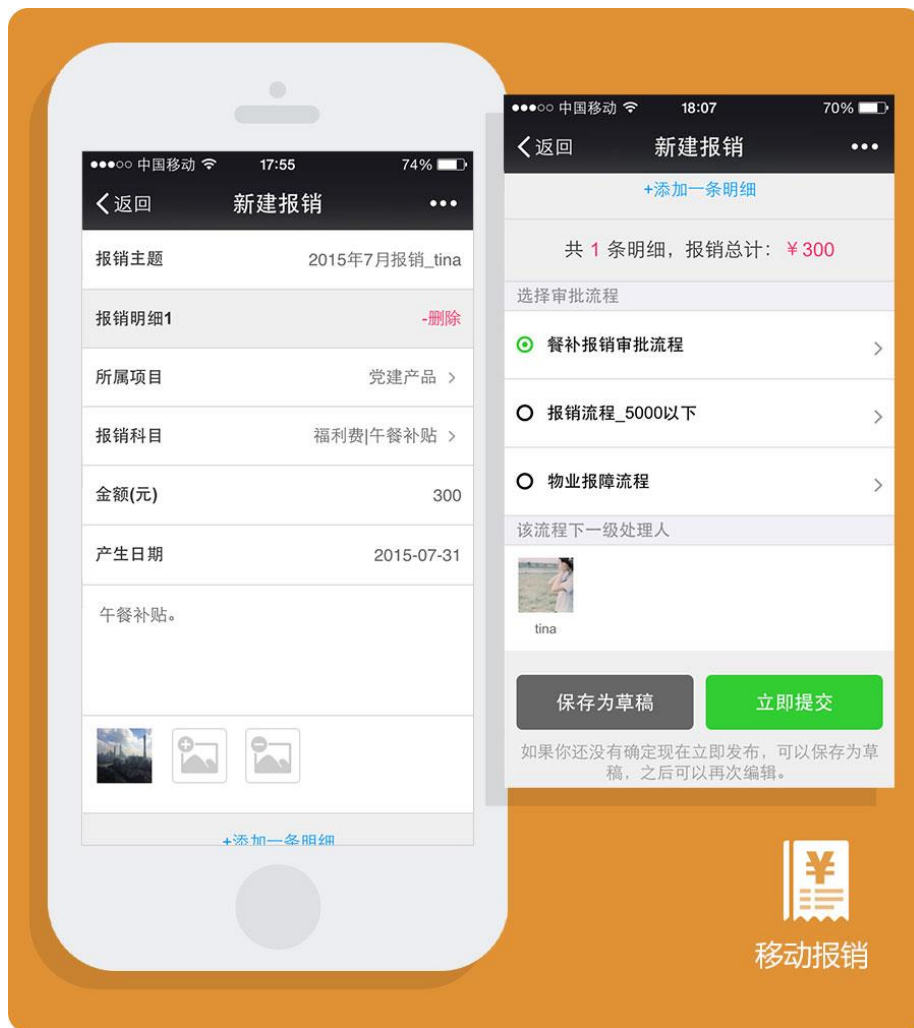 中国移动 17:55 74%
返回 新建报销
报销主题 2015年7月报销_tina
报销明细1 -删除
所属项目 党建产品
报销科目 福利费|午餐补贴
金额(元) 300
产生日期 2015-07-31
午餐补贴。
+添加一条明细
中国移动 18:07 70%
返回 新建报销
+添加一条明细
共 1 条明细，报销总计：￥300
选择审批流程
餐补报销审批流程
报销流程_5000以下
物业报障流程
该流程下一级处理人
tina
保存为草稿 立即提交
如果你还没有确定现在立即发布，可以保存为草
稿，之后可以再次编辑。
¥
移动报销